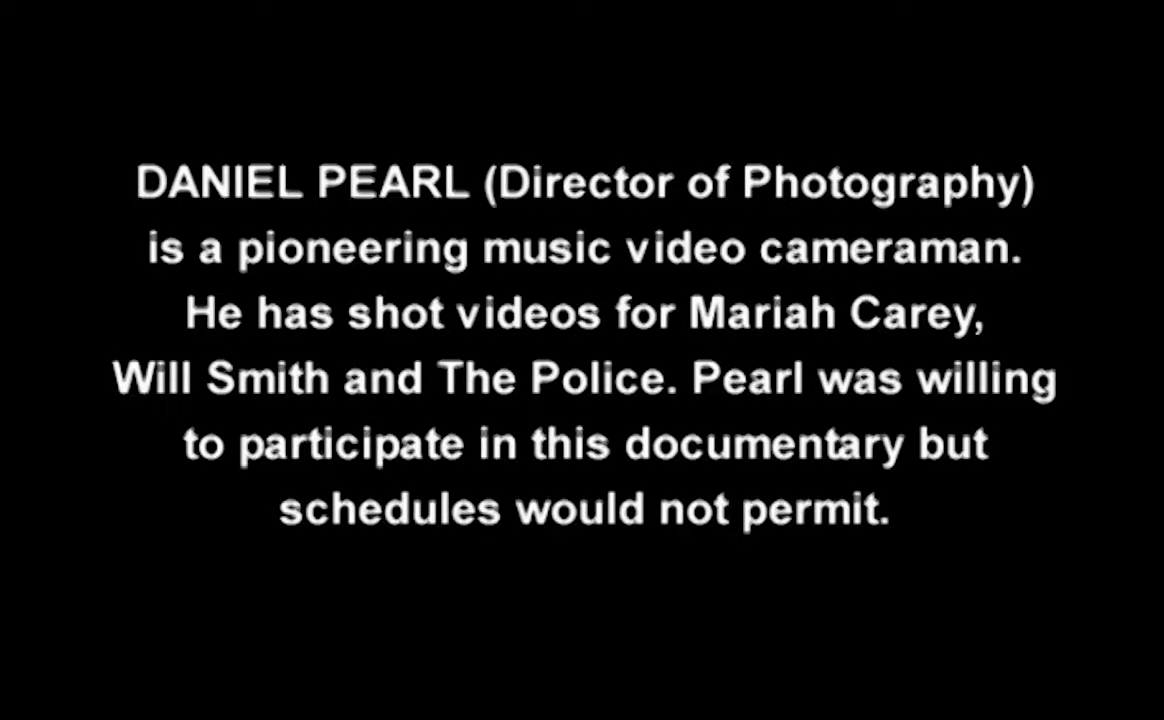 DANIEL PEARL (Director of Photography)
is a pioneering music video cameraman.
He has shot videos for Mariah Carey,
Will Smith and The Police. Pearl was willing
to participate in this documentary but
schedules would not permit.